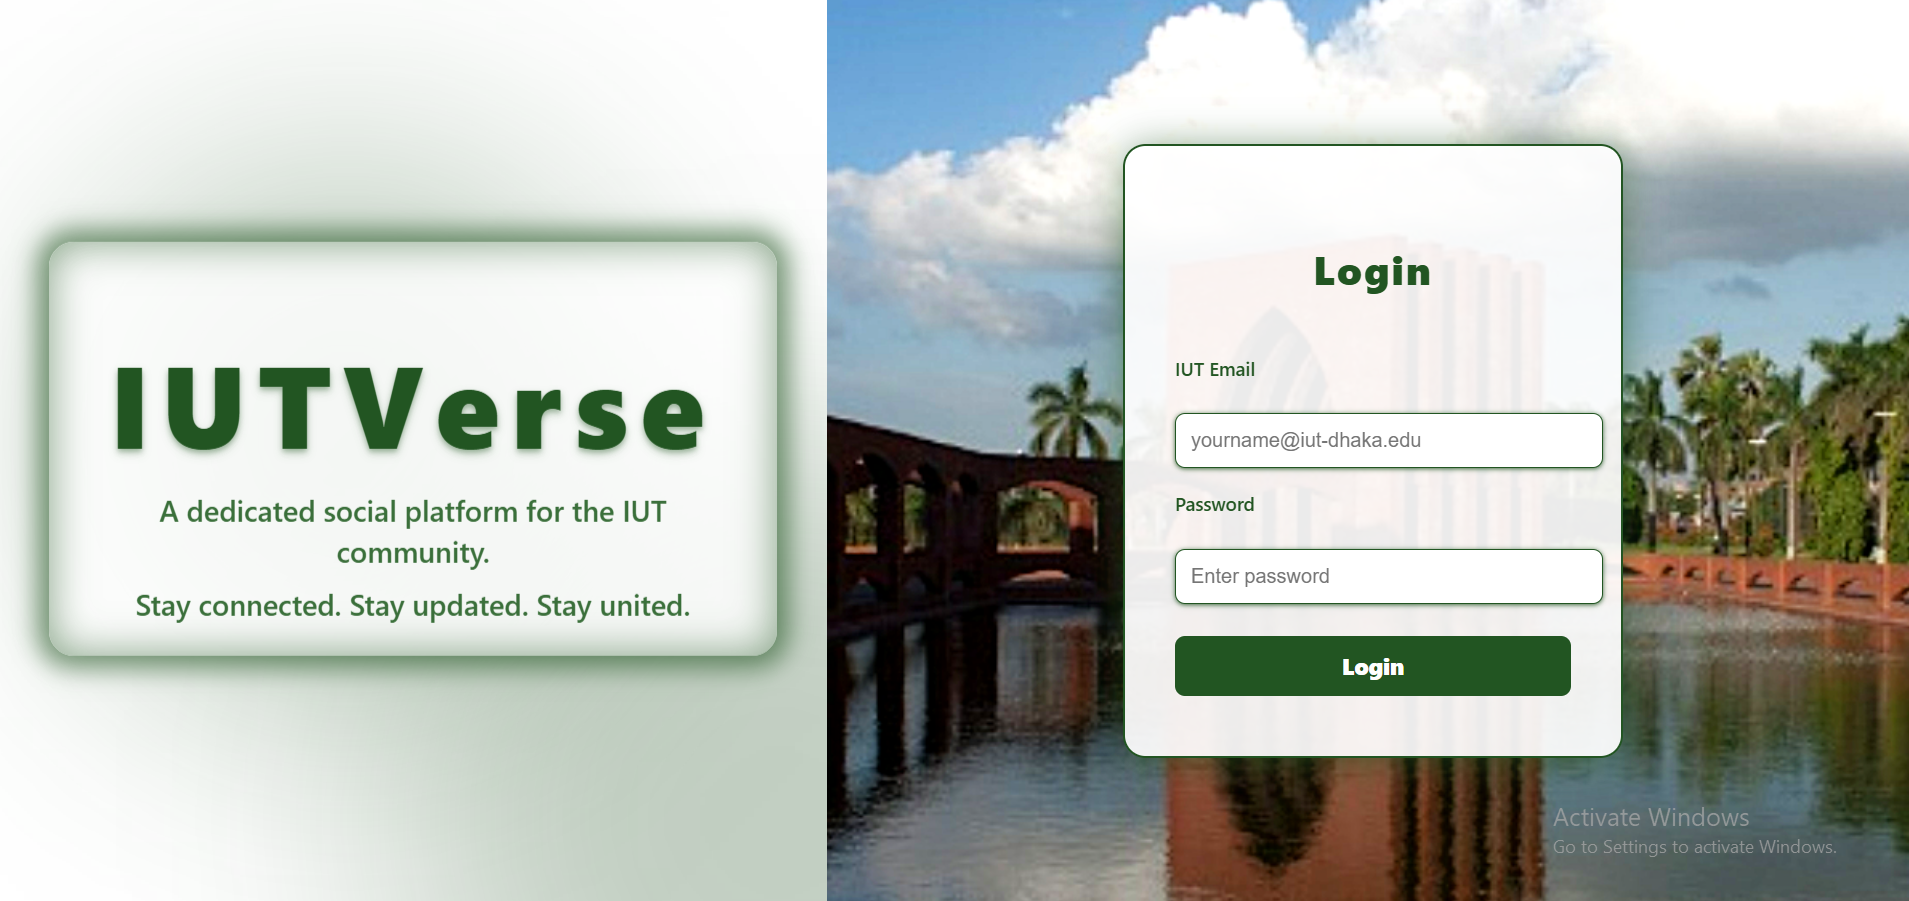 IUTVerse
A dedicated social platform for the IUT
community.
Stay connected. Stay updated. Stay united.
Login
IUT Email
yourname@iut-dhaka.edu
Password
Enter password
Login
Activate Windows
Go to Settings to activate Windows.